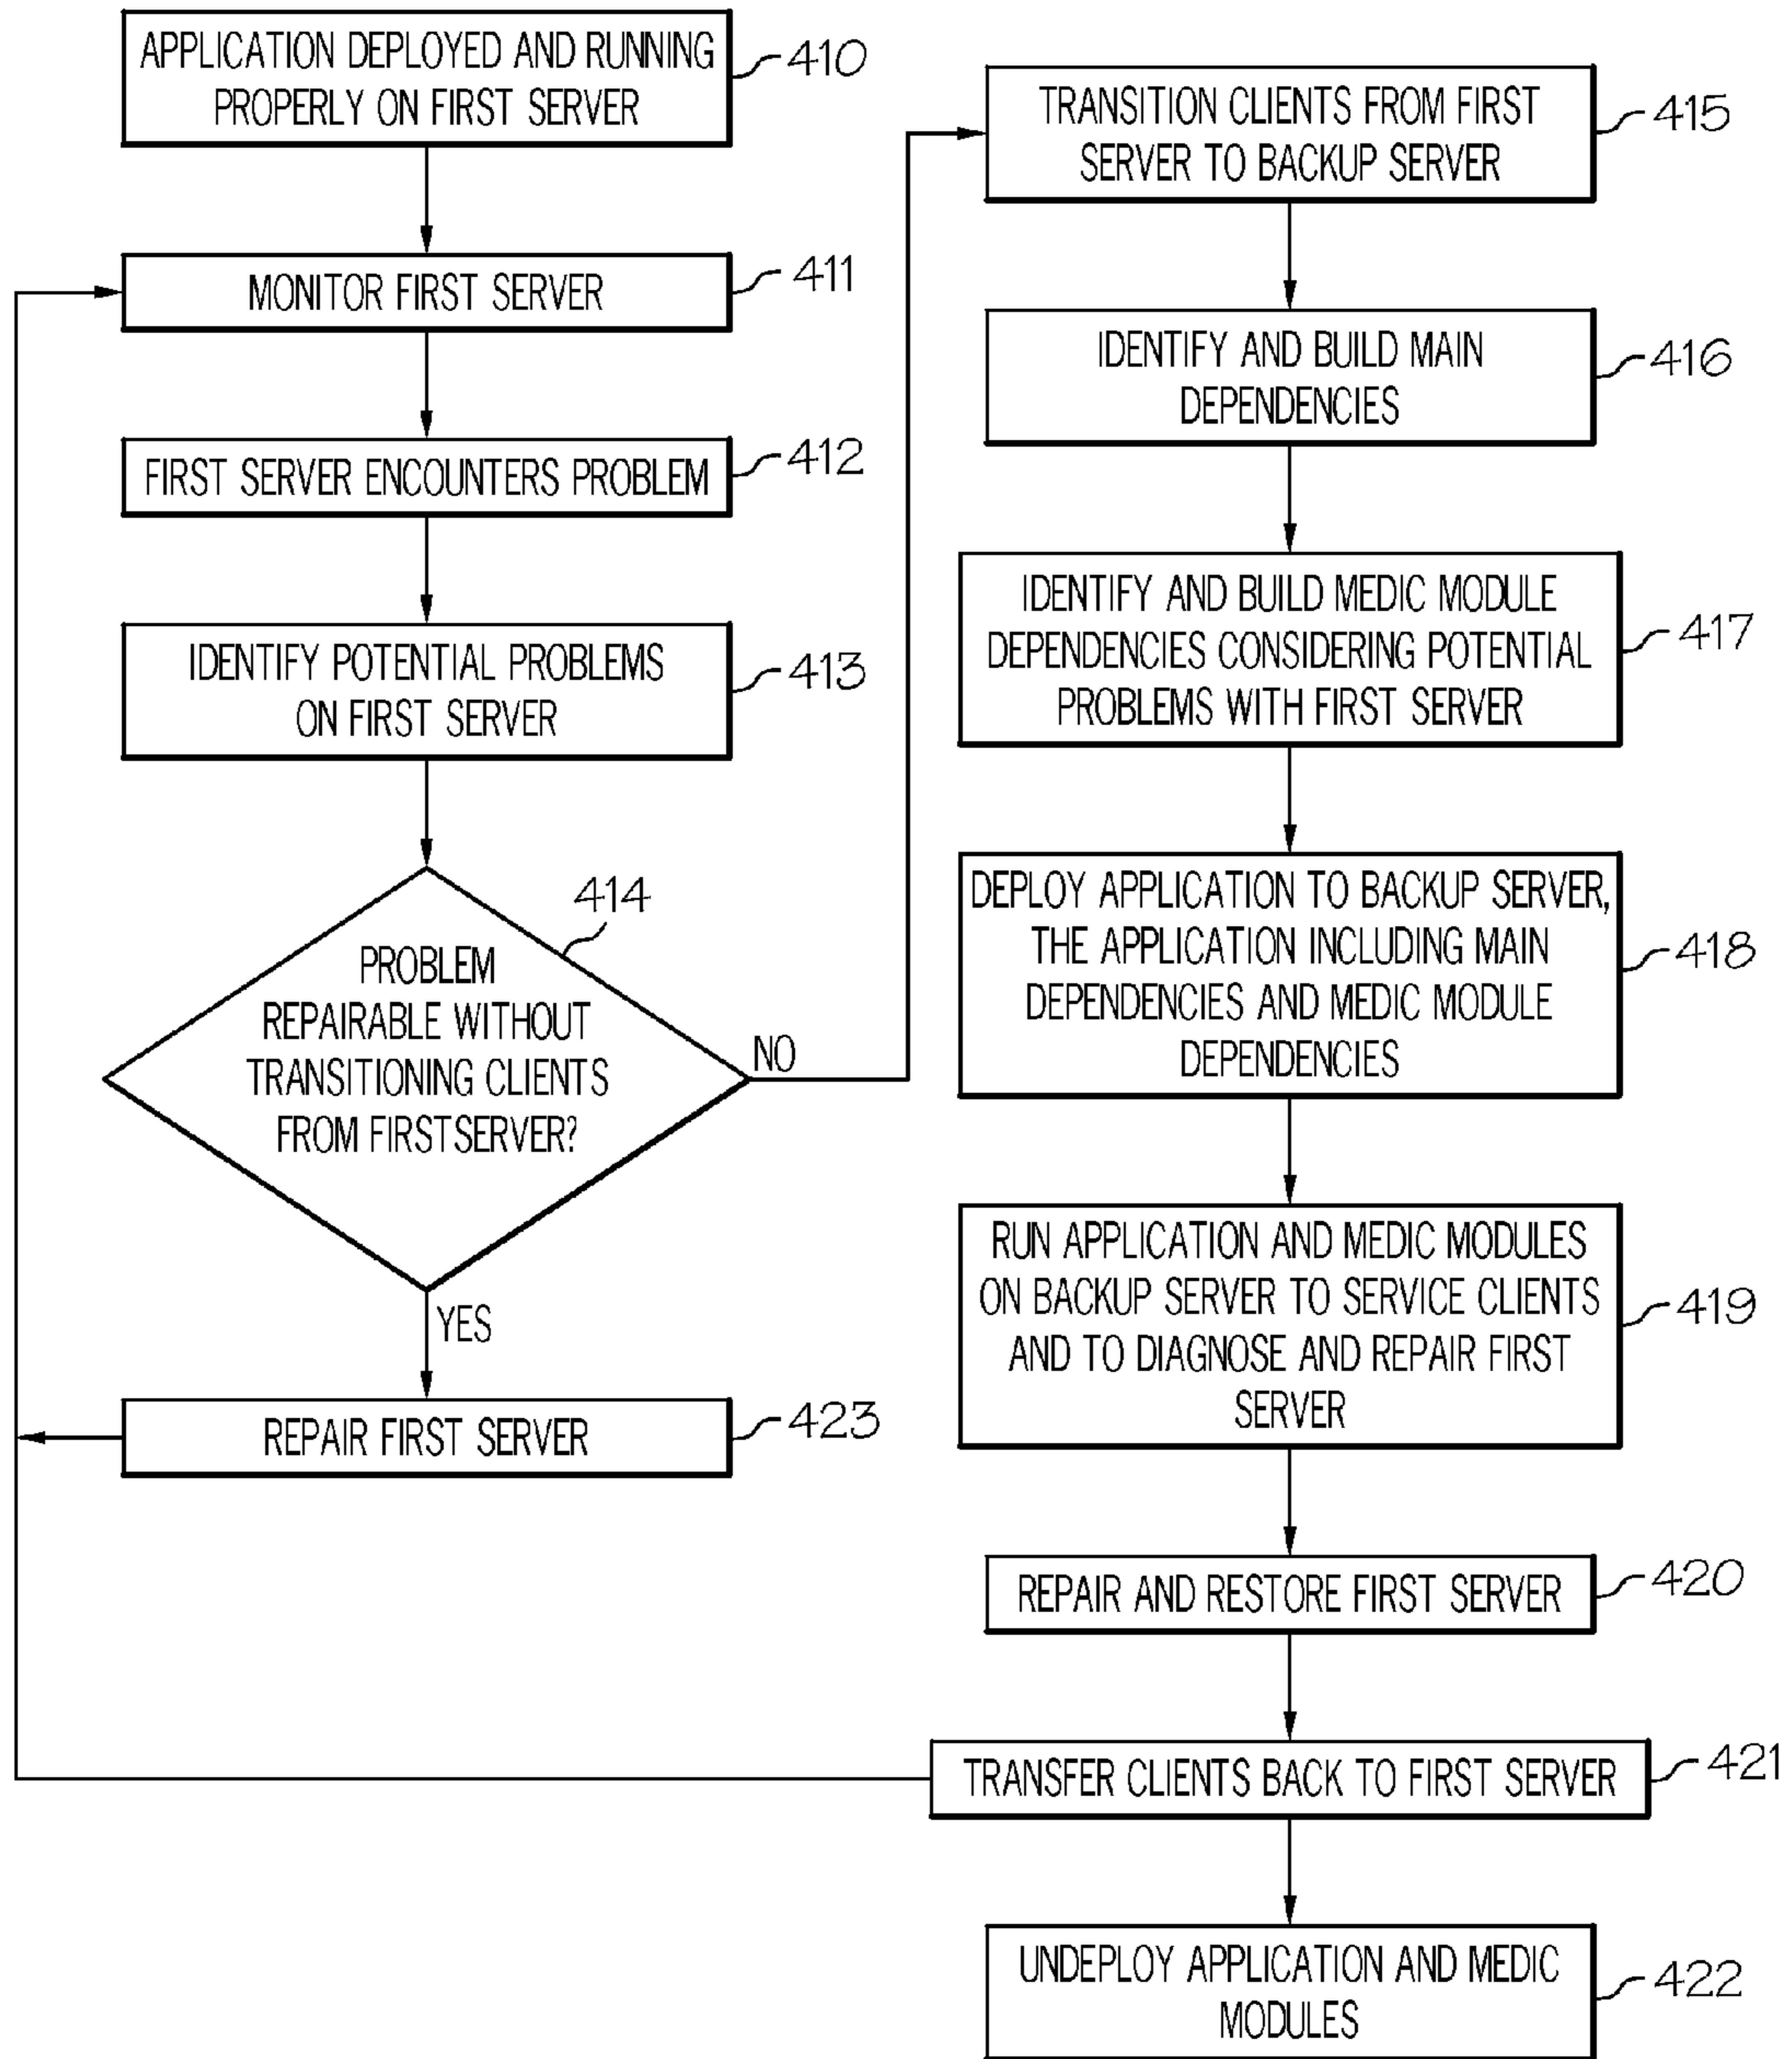 APPLICATION DEPLOYED AND RUNNING
PROPERLY ON FIRST SERVER
410
MONITOR FIRST SERVER
411
FIRST SERVER ENCOUNTERS PROBLEM
412
IDENTIFY POTENTIAL PROBLEMS
ON FIRST SERVER
413
414
PROBLEM
REPAIRABLE WITHOUT
TRANSITIONING CLIENTS
FROM FIRSTSERVER?
NO
YES
REPAIR FIRST SERVER
423
TRANSITION CLIENTS FROM FIRST
SERVER TO BACKUP SERVER
415
IDENTIFY AND BUILD MAIN
DEPENDENCIES
416
IDENTIFY AND BUILD MEDIC MODULE
DEPENDENCIES CONSIDERING POTENTIAL
PROBLEMS WITH FIRST SERVER
417
DEPLOY APPLICATION TO BACKUP SERVER,
THE APPLICATION INCLUDING MAIN
DEPENDENCIES AND MEDIC MODULE
DEPENDENCIES
418
RUN APPLICATION AND MEDIC MODULES
ON BACKUP SERVER TO SERVICE CLIENTS
AND TO DIAGNOSE AND REPAIR FIRST
SERVER
419
REPAIR AND RESTORE FIRST SERVER
420
TRANSFER CLIENTS BACK TO FIRST SERVER
421
UNDEPLOY APPLICATION AND MEDIC
MODULES
422